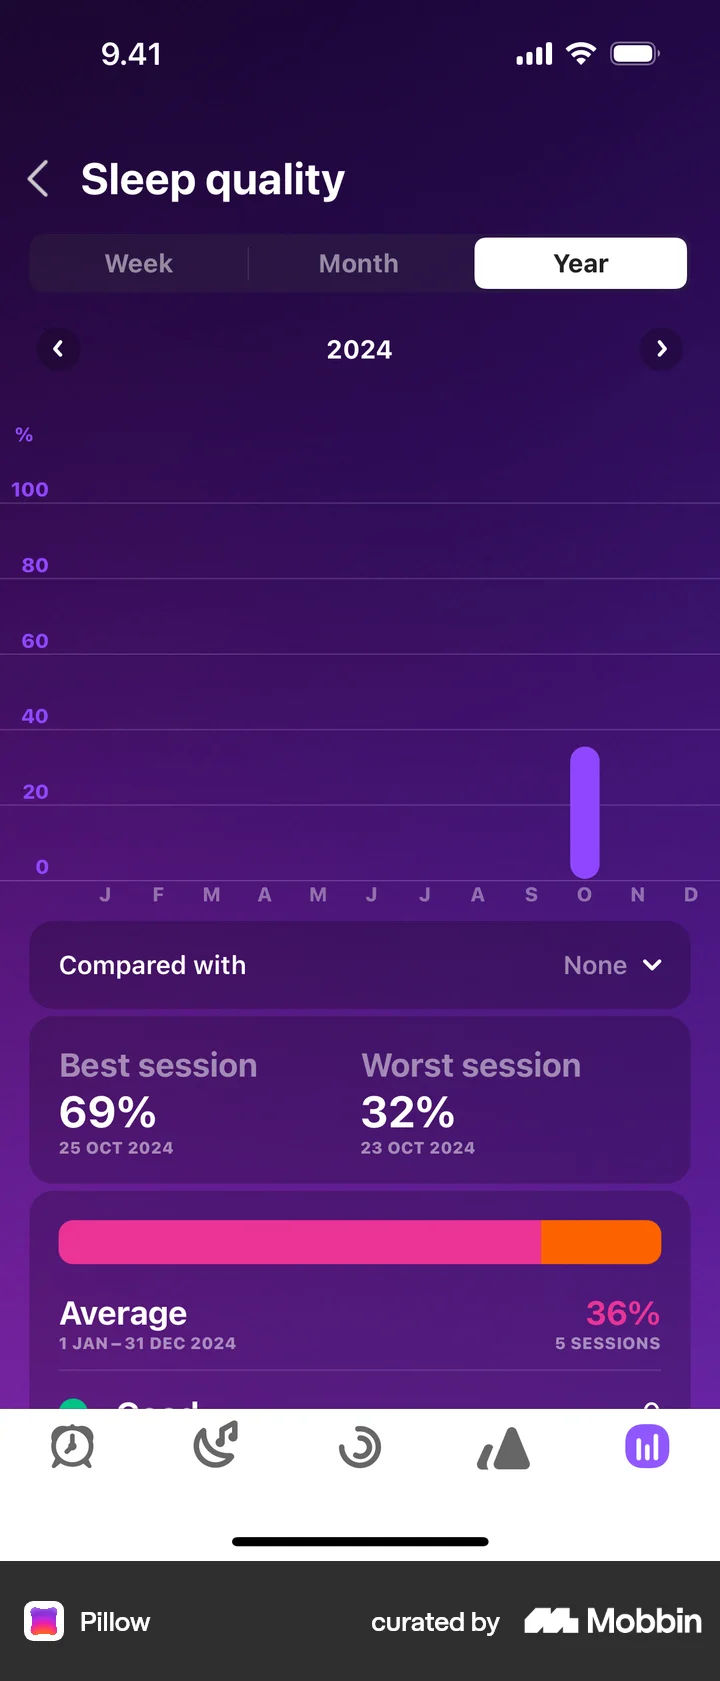 9.41
Sleep quality
Week Month Year
2024
%
100
80
60
40
20
0
J F M A M J J A S O N D
Compared with None
Best session Worst session
69% 32%
25 OCT 2024 23 OCT 2024
Average 36%
1 JAN – 31 DEC 2024 5 SESSIONS
Pillow curated by Mobbin